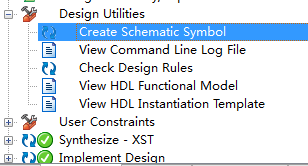 Design Utilities
Create Schematic Symbol
View Command Line Log File
Check Design Rules
View HDL Functional Model
View HDL Instantiation Template
User Constraints
Synthesize - XST
Implement Design